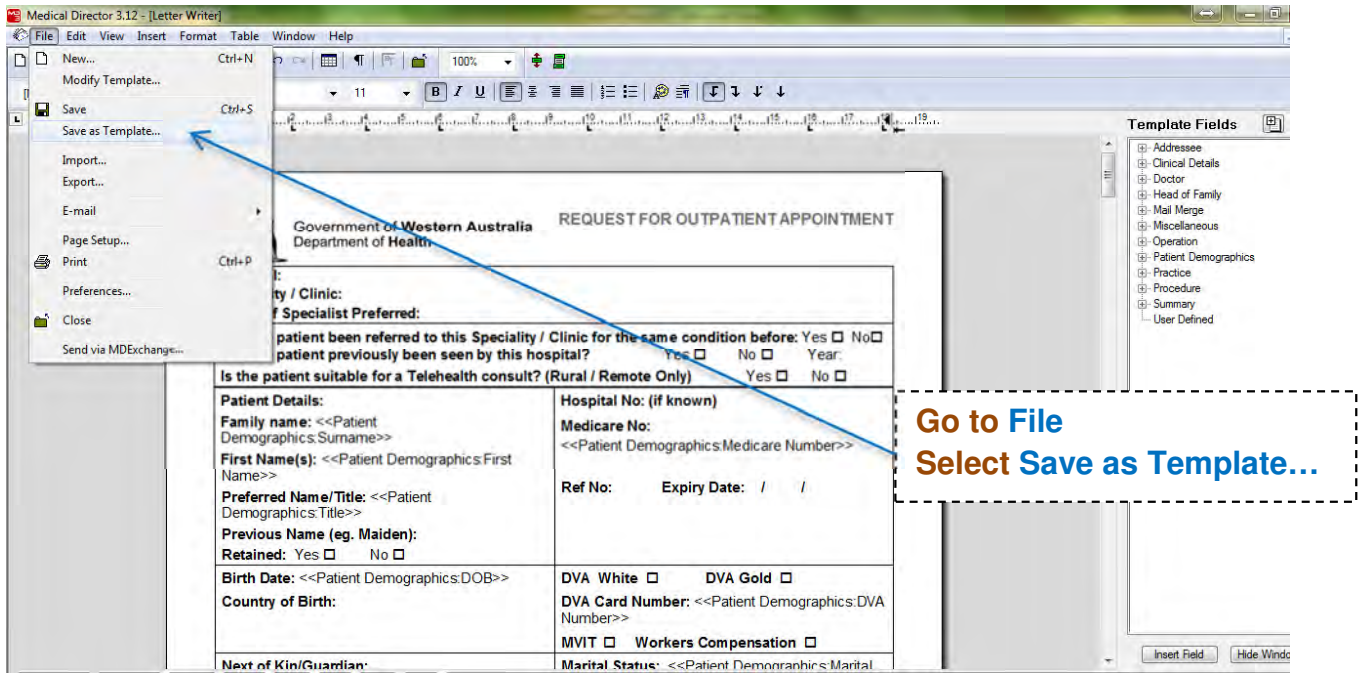 Medical Director 3.12 - [Letter Writer]
File Edit View Insert Format Table Window Help
New... Ctrl+N
Modify Template...
Save Ctrl+S
Save as Template...
Import...
Export...
E-mail
Page Setup...
Print Ctrl+P
Preferences...
Close
Send via MDExchange...
100%
11 B I U
Government of Western Australia
Department of Health
REQUEST FOR OUTPATIENT APPOINTMENT
ty / Clinic:
f Specialist Preferred:
patient been referred to this Speciality / Clinic for the same condition before: Yes ☐ No☐
patient previously been seen by this hospital? Yes ☐ No ☐ Year:
Is the patient suitable for a Telehealth consult? (Rural / Remote Only) Yes ☐ No ☐
Patient Details:
Family name: <<Patient
Demographics:Surname>>
First Name(s): <<Patient Demographics:First
Name>>
Preferred Name/Title: <<Patient
Demographics:Title>>
Previous Name (eg. Maiden):
Retained: Yes ☐ No ☐
Hospital No: (if known)
Medicare No:
<<Patient Demographics:Medicare Number>>
Ref No: Expiry Date: / /
Birth Date: <<Patient Demographics:DOB>>
Country of Birth:
DVA White ☐ DVA Gold ☐
DVA Card Number: <<Patient Demographics:DVA
Number>>
MVIT ☐ Workers Compensation ☐
Next of Kin/Guardian:
Marital Status: <<Patient Demographics:Marital
Template Fields
Addressee
Clinical Details
Doctor
Head of Family
Mail Merge
Miscellaneous
Operation
Patient Demographics
Practice
Procedure
Summary
User Defined
Insert Field Hide Windo
Go to File
Select Save as Template…